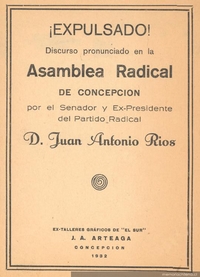 ¡EXPULSADO!
Discurso pronunciado en la
Asamblea Radical
DE CONCEPCION
por el Senador y Ex-Presidente
del Partido Radical
D. Juan Antonio Rios
EX-TALLERES GRÁFICOS DE "EL SUR"
J. A. ARTEAGA
CONCEPCION
1932